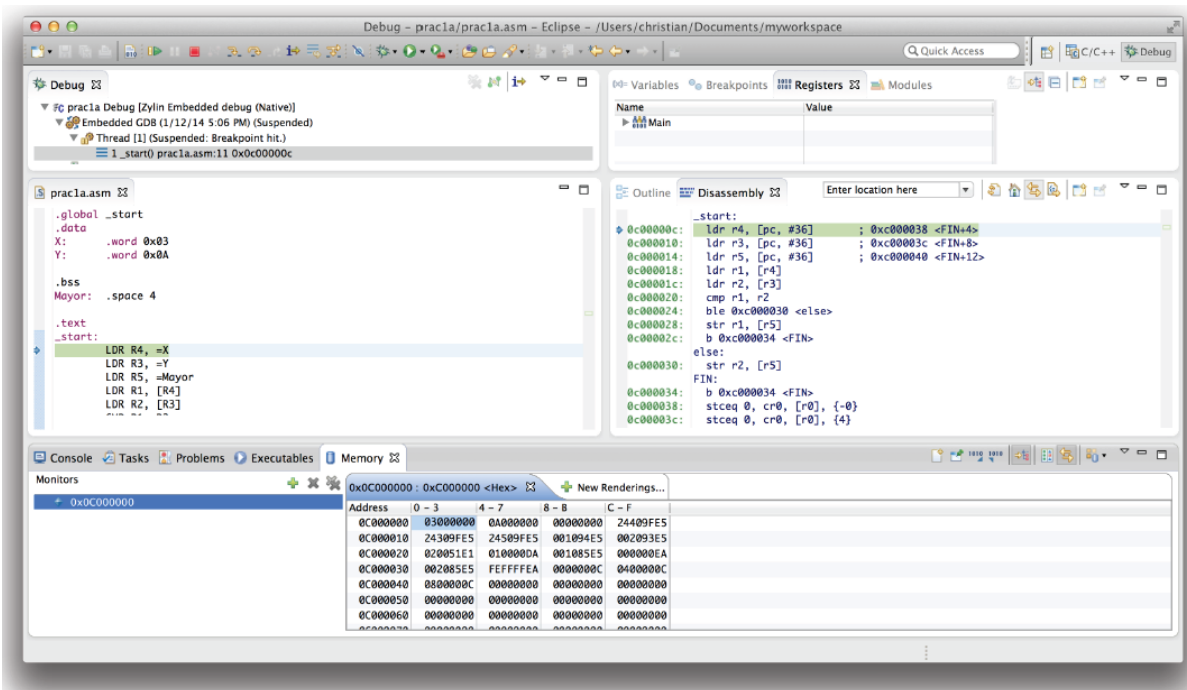 Debug - prac1a/prac1a.asm - Eclipse - /Users/christian/Documents/myworkspace
Quick Access
C/C++
Debug
Debug
prac1a Debug [Zylin Embedded debug (Native)]
Embedded GDB (1/12/14 5:06 PM) (Suspended)
Thread [1] (Suspended: Breakpoint hit.)
1 _start() prac1a.asm:11 0x0c00000c
Variables Breakpoints Registers Modules
Name Value
Main
prac1a.asm
.global _start
.data
X: .word 0x03
Y: .word 0x0A
.bss
Mayor: .space 4
.text
_start:
LDR R4, =X
LDR R3, =Y
LDR R5, =Mayor
LDR R1, [R4]
LDR R2, [R3]
Outline Disassembly Enter location here
_start:
0c00000c: ldr r4, [pc, #36] ; 0xc000038 <FIN+4>
0c000010: ldr r3, [pc, #36] ; 0xc00003c <FIN+8>
0c000014: ldr r5, [pc, #36] ; 0xc000040 <FIN+12>
0c000018: ldr r1, [r4]
0c00001c: ldr r2, [r3]
0c000020: cmp r1, r2
0c000024: ble 0xc000030 <else>
0c000028: str r1, [r5]
0c00002c: b 0xc000034 <FIN>
else:
0c000030: str r2, [r5]
FIN:
0c000034: b 0xc000034 <FIN>
0c000038: stceq 0, cr0, [r0], {-0}
0c00003c: stceq 0, cr0, [r0], {4}
Console Tasks Problems Executables Memory
Monitors
0x0C000000
0x0C000000 : 0xC000000 <Hex> New Renderings...
Address 0 - 3 4 - 7 8 - B C - F
0C000000 03000000 0A000000 00000000 24409FE5
0C000010 24309FE5 24509FE5 001094E5 002093E5
0C000020 020051E1 010000DA 001085E5 000000EA
0C000030 002085E5 FEFFFFEA 0000000C 0400000C
0C000040 0800000C 00000000 00000000 00000000
0C000050 00000000 00000000 00000000 00000000
0C000060 00000000 00000000 00000000 00000000